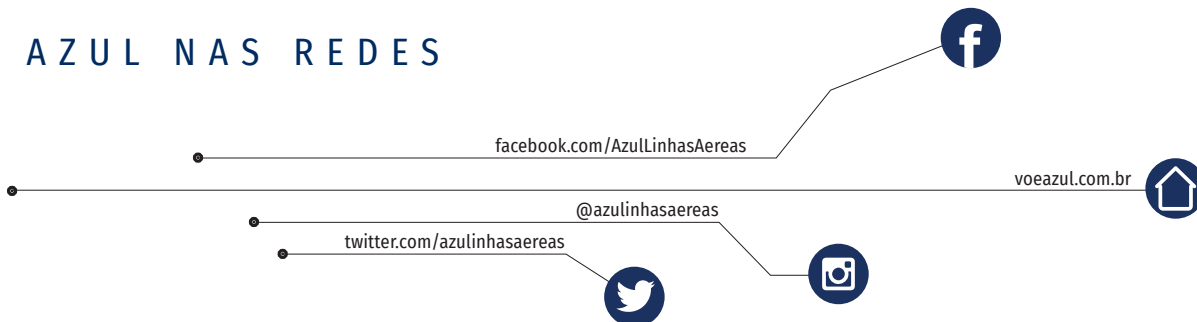 AZUL NAS REDES
facebook.com/AzulLinhasAereas
voeazul.com.br
@azulinhasaereas
twitter.com/azulinhasaereas